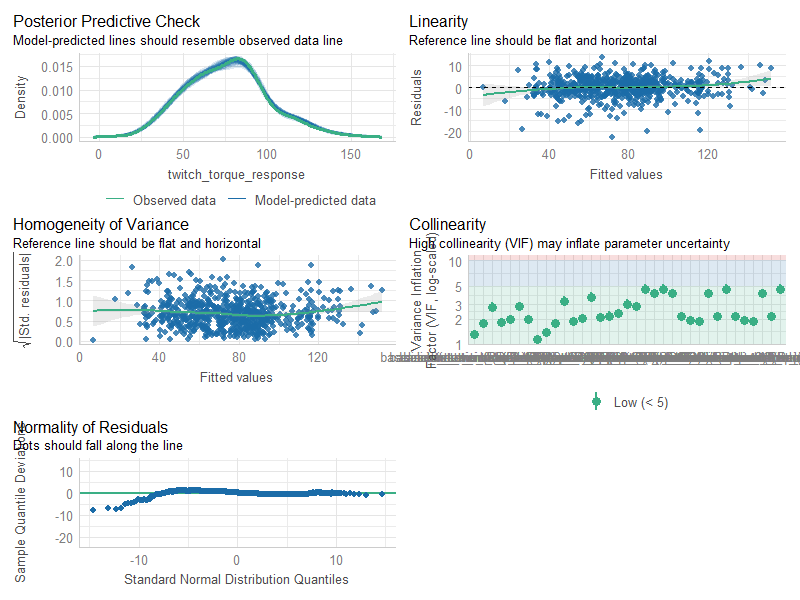 Posterior Predictive Check
Model-predicted lines should resemble observed data line
Density
0.015
0.010
0.005
0.000
0
50
100
150
twitch_torque_response
Observed data
Model-predicted data
Linearity
Reference line should be flat and horizontal
Residuals
10
0
-10
-20
0
40
80
120
Fitted values
Homogeneity of Variance
Reference line should be flat and horizontal
√|Std. residuals|
2.0
1.5
1.0
0.5
0.0
0
40
80
120
Fitted values
Collinearity
High collinearity (VIF) may inflate parameter uncertainty
Variance Inflation
Factor (VIF, log-scaled)
10
5
3
2
1
Low (< 5)
Normality of Residuals
Dots should fall along the line
Sample Quantile Deviations
10
0
-10
-20
-10
0
10
Standard Normal Distribution Quantiles